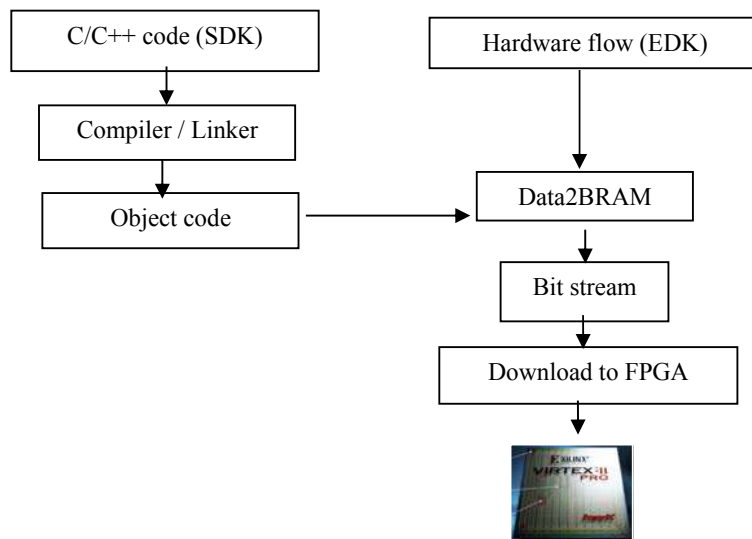 C/C++ code (SDK)
Hardware flow (EDK)
Compiler / Linker
Object code
Data2BRAM
Bit stream
Download to FPGA
XILINX
VIRTEX-II
PRO
PowerPC